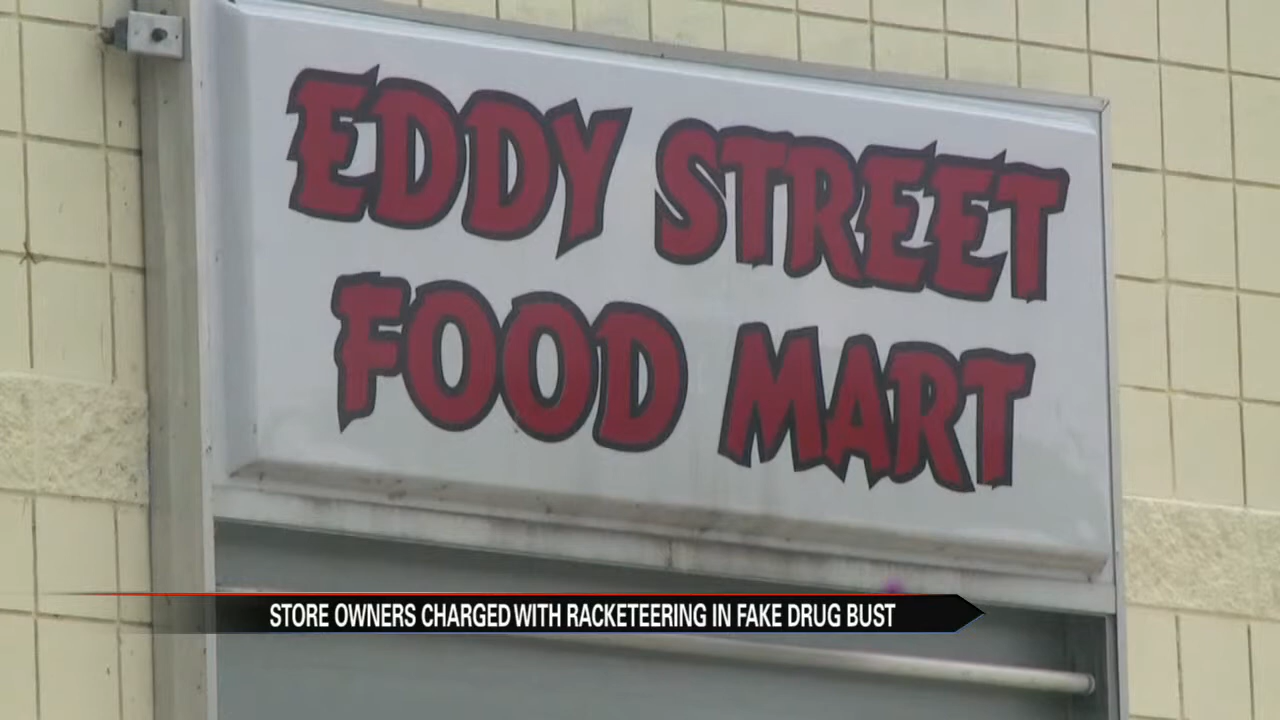 EDDY STREET
FOOD MART
STORE OWNERS CHARGED WITH RACKETEERING IN FAKE DRUG BUST